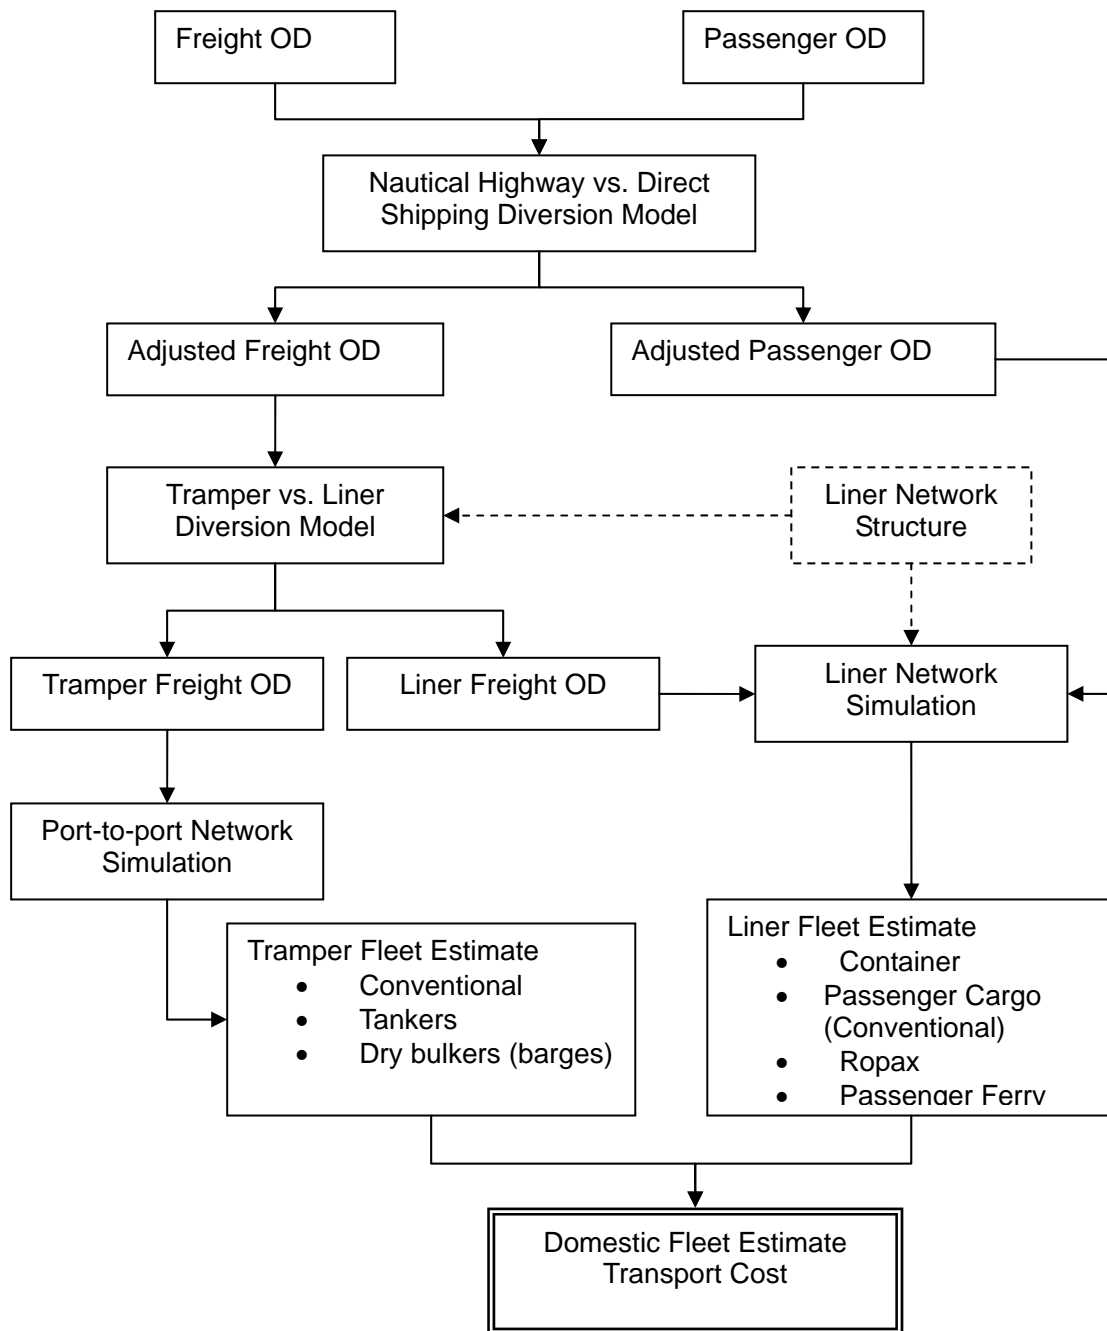 Freight OD
Passenger OD
Nautical Highway vs. Direct
Shipping Diversion Model
Adjusted Freight OD
Adjusted Passenger OD
Tramper vs. Liner
Diversion Model
Liner Network
Structure
Tramper Freight OD
Liner Freight OD
Liner Network
Simulation
Port-to-port Network
Simulation
Tramper Fleet Estimate
• Conventional
• Tankers
• Dry bulkers (barges)
Liner Fleet Estimate
• Container
• Passenger Cargo
(Conventional)
• Ropax
• Passenger Ferry
Domestic Fleet Estimate
Transport Cost